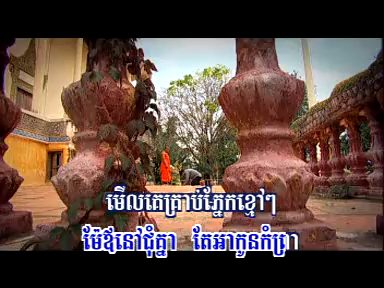 មើលគេគ្រាប់ភ្នែកខ្មៅៗ
ម៉ែឪនៅជុំគ្នា តែអាកូនកំព្រា